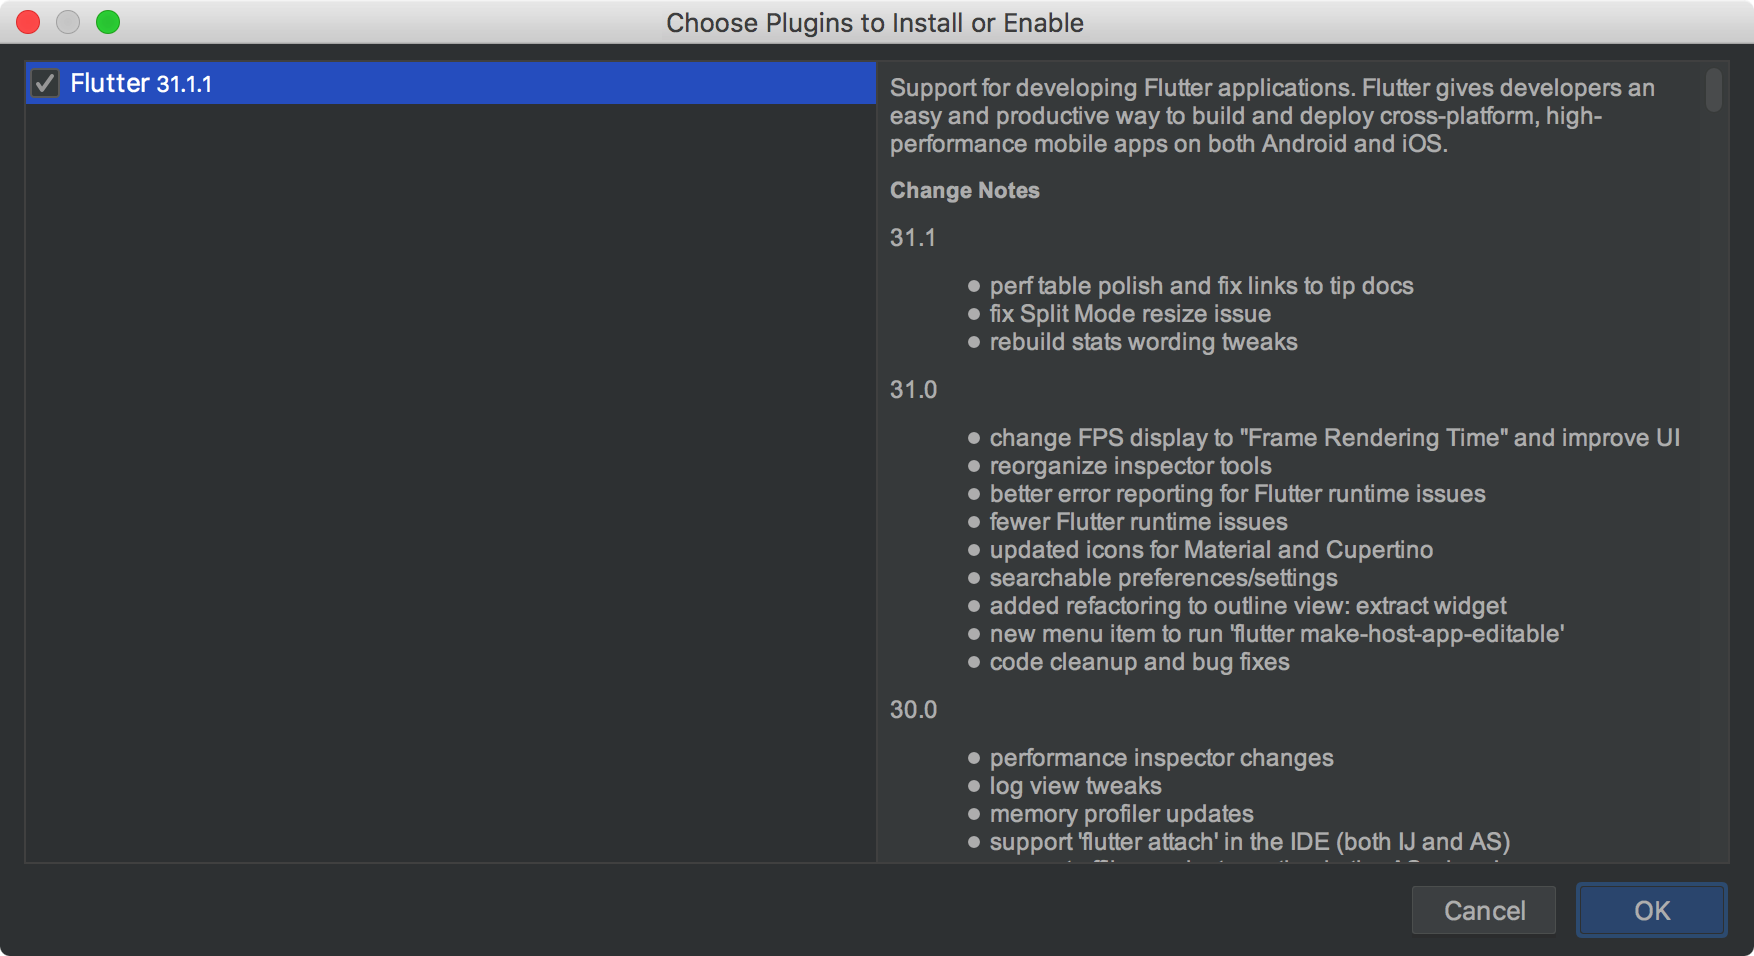 Choose Plugins to Install or Enable
Flutter 31.1.1
Support for developing Flutter applications. Flutter gives developers an
easy and productive way to build and deploy cross-platform, high-
performance mobile apps on both Android and iOS.
Change Notes
31.1
perf table polish and fix links to tip docs
fix Split Mode resize issue
rebuild stats wording tweaks
31.0
change FPS display to "Frame Rendering Time" and improve UI
reorganize inspector tools
better error reporting for Flutter runtime issues
fewer Flutter runtime issues
updated icons for Material and Cupertino
searchable preferences/settings
added refactoring to outline view: extract widget
new menu item to run 'flutter make-host-app-editable'
code cleanup and bug fixes
30.0
performance inspector changes
log view tweaks
memory profiler updates
support 'flutter attach' in the IDE (both IJ and AS)
Cancel
OK